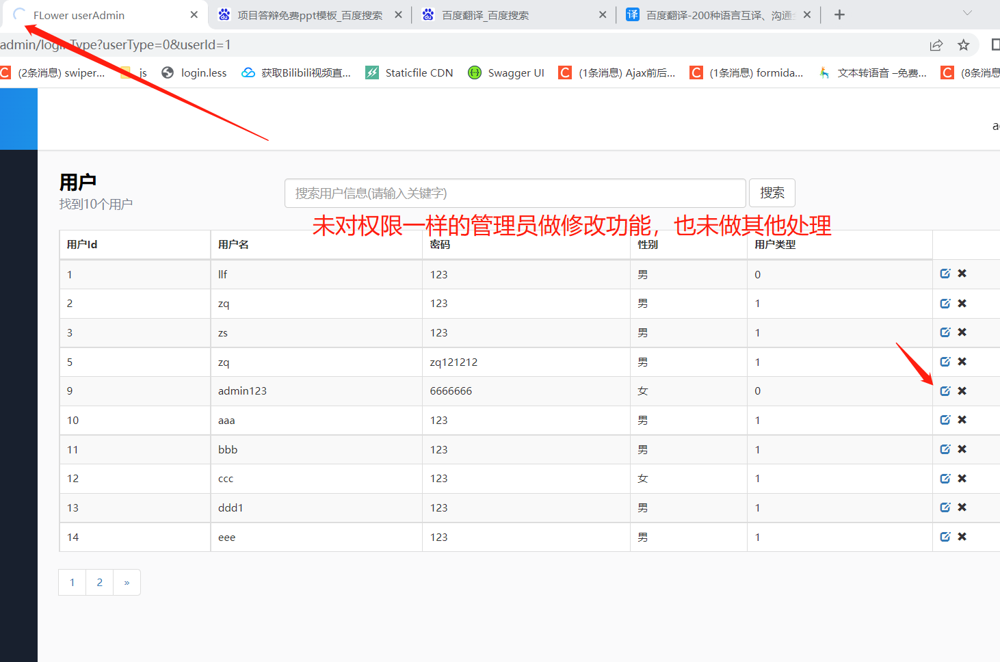 FLower userAdmin
项目答辩免费ppt模板_百度搜索
百度翻译_百度搜索
译 百度翻译-200种语言互译、沟通
admin/log
Type?userType=0&userId=1
C (2条消息) swiper...
js
login.less
获取Bilibili视频直...
Staticfile CDN
Swagger UI
C (1条消息) Ajax前后...
C (1条消息) formida...
文本转语音 –免费...
C (8条消息
用户
找到10个用户
搜索用户信息(请输入关键字)
搜索
未对权限一样的管理员做修改功能，也未做其他处理
用户Id 用户名 密码 性别 用户类型
1 llf 123 男 0
2 zq 123 男 1
3 zs 123 男 1
5 zq zq121212 男 1
9 admin123 6666666 女 0
10 aaa 123 男 1
11 bbb 123 男 1
12 ccc 123 女 1
13 ddd1 123 男 1
14 eee 123 男 1
1 2 »